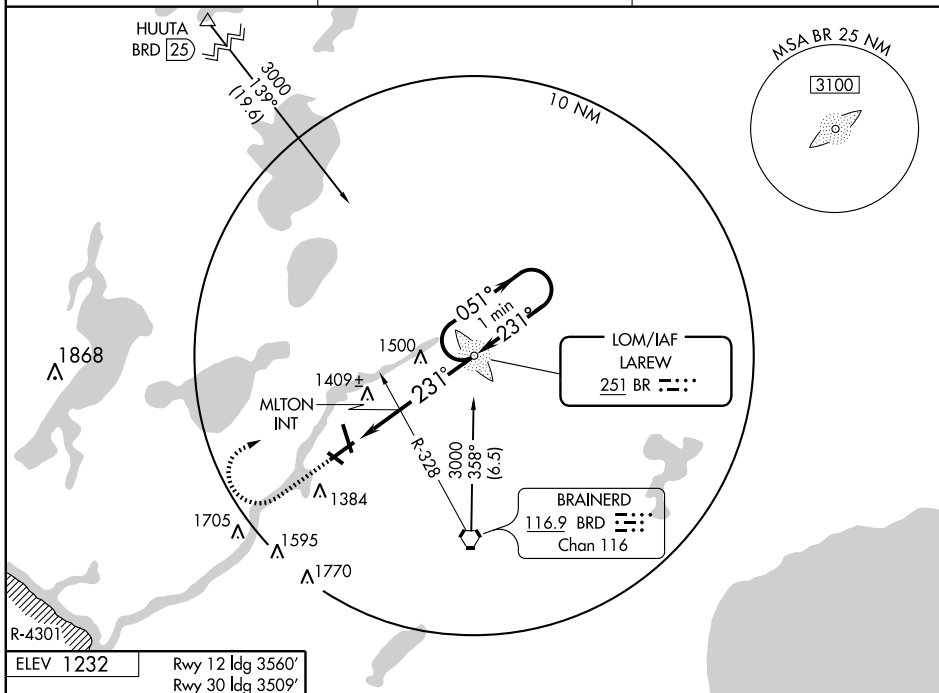 HUUTA
BRD 25
3000
139°
(19.6)
10 NM
MSA BR 25 NM
3100
1868
1500
1409±
MLTON
INT
051°
1 min
231°
231°
LOM/IAF
LAREW
251 BR
R-328
3000
358°
(6.5)
BRAINERD
116.9 BRD
Chan 116
1384
1705
1595
1770
R-4301
ELEV 1232
Rwy 12 ldg 3560'
Rwy 30 ldg 3509'